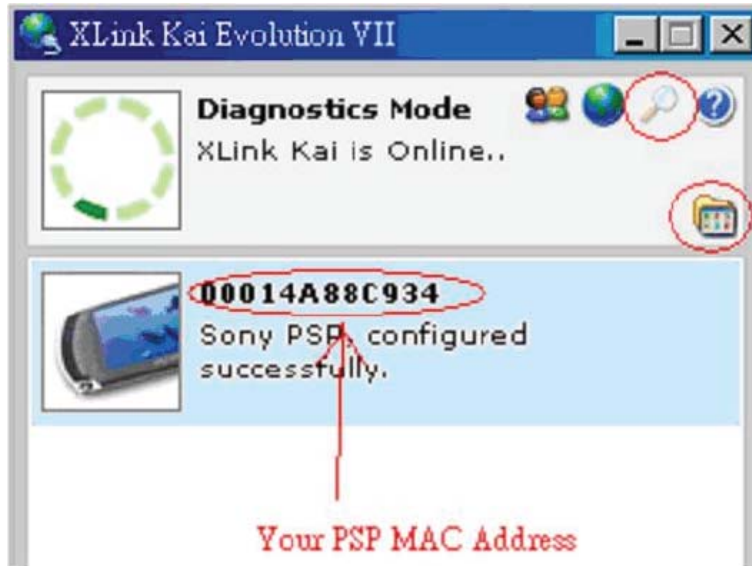 XLink Kai Evolution VII
Diagnostics Mode
XLink Kai is Online..
00014A88C934
Sony PSP, configured
successfully.
Your PSP MAC Address